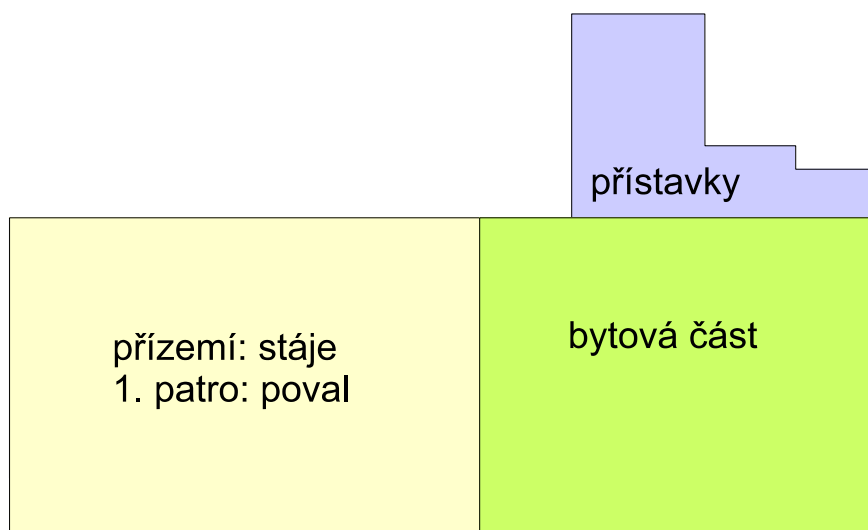 přístavky
bytová část
přízemí: stáje
1. patro: poval